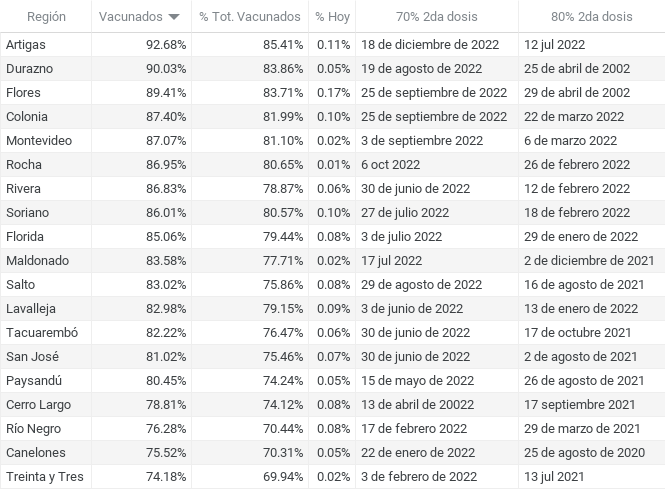 Región Vacunados % Tot. Vacunados % Hoy 70% 2da dosis 80% 2da dosis
Artigas 92.68% 85.41% 0.11% 18 de diciembre de 2022 12 jul 2022
Durazno 90.03% 83.86% 0.05% 19 de agosto de 2022 25 de abril de 2002
Flores 89.41% 83.71% 0.17% 25 de septiembre de 2022 29 de abril de 2002
Colonia 87.40% 81.99% 0.10% 25 de septiembre de 2022 22 de marzo 2022
Montevideo 87.07% 81.10% 0.02% 3 de septiembre 2022 6 de marzo 2022
Rocha 86.95% 80.65% 0.01% 6 oct 2022 26 de febrero 2022
Rivera 86.83% 78.87% 0.06% 30 de junio de 2022 12 de febrero 2022
Soriano 86.01% 80.57% 0.10% 27 de julio 2022 18 de febrero 2022
Florida 85.06% 79.44% 0.08% 3 de julio 2022 29 de enero de 2022
Maldonado 83.58% 77.71% 0.02% 17 jul 2022 2 de diciembre de 2021
Salto 83.02% 75.86% 0.08% 29 de agosto de 2022 16 de agosto de 2021
Lavalleja 82.98% 79.15% 0.09% 3 de junio de 2022 13 de enero de 2022
Tacuarembó 82.22% 76.47% 0.06% 30 de junio de 2022 17 de octubre 2021
San José 81.02% 75.46% 0.07% 30 de junio de 2022 2 de agosto de 2021
Paysandú 80.45% 74.24% 0.05% 15 de mayo de 2022 26 de agosto de 2021
Cerro Largo 78.81% 74.12% 0.08% 13 de abril de 20022 17 septiembre 2021
Río Negro 76.28% 70.44% 0.08% 17 de febrero 2022 29 de marzo de 2021
Canelones 75.52% 70.31% 0.05% 22 de enero de 2022 25 de agosto de 2020
Treinta y Tres 74.18% 69.94% 0.02% 3 de febrero de 2022 13 jul 2021